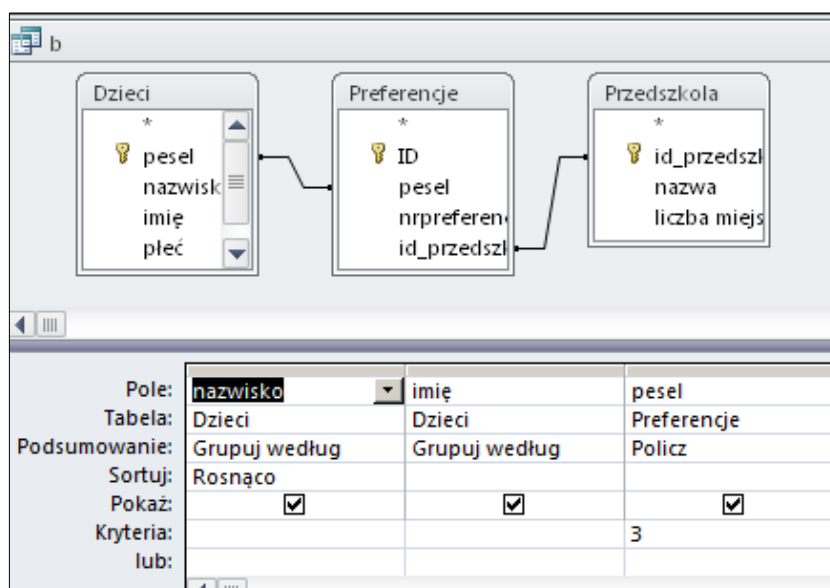 b
Dzieci Preferencje Przedszkola
* * *
pesel ID id_przedszk
nazwisk pesel nazwa
imię nrpreferen liczba miejs
płeć id_przedszk
Pole: nazwisko imię pesel
Tabela: Dzieci Dzieci Preferencje
Podsumowanie: Grupuj według Grupuj według Policz
Sortuj: Rosnąco
Pokaż:
Kryteria: 3
lub: